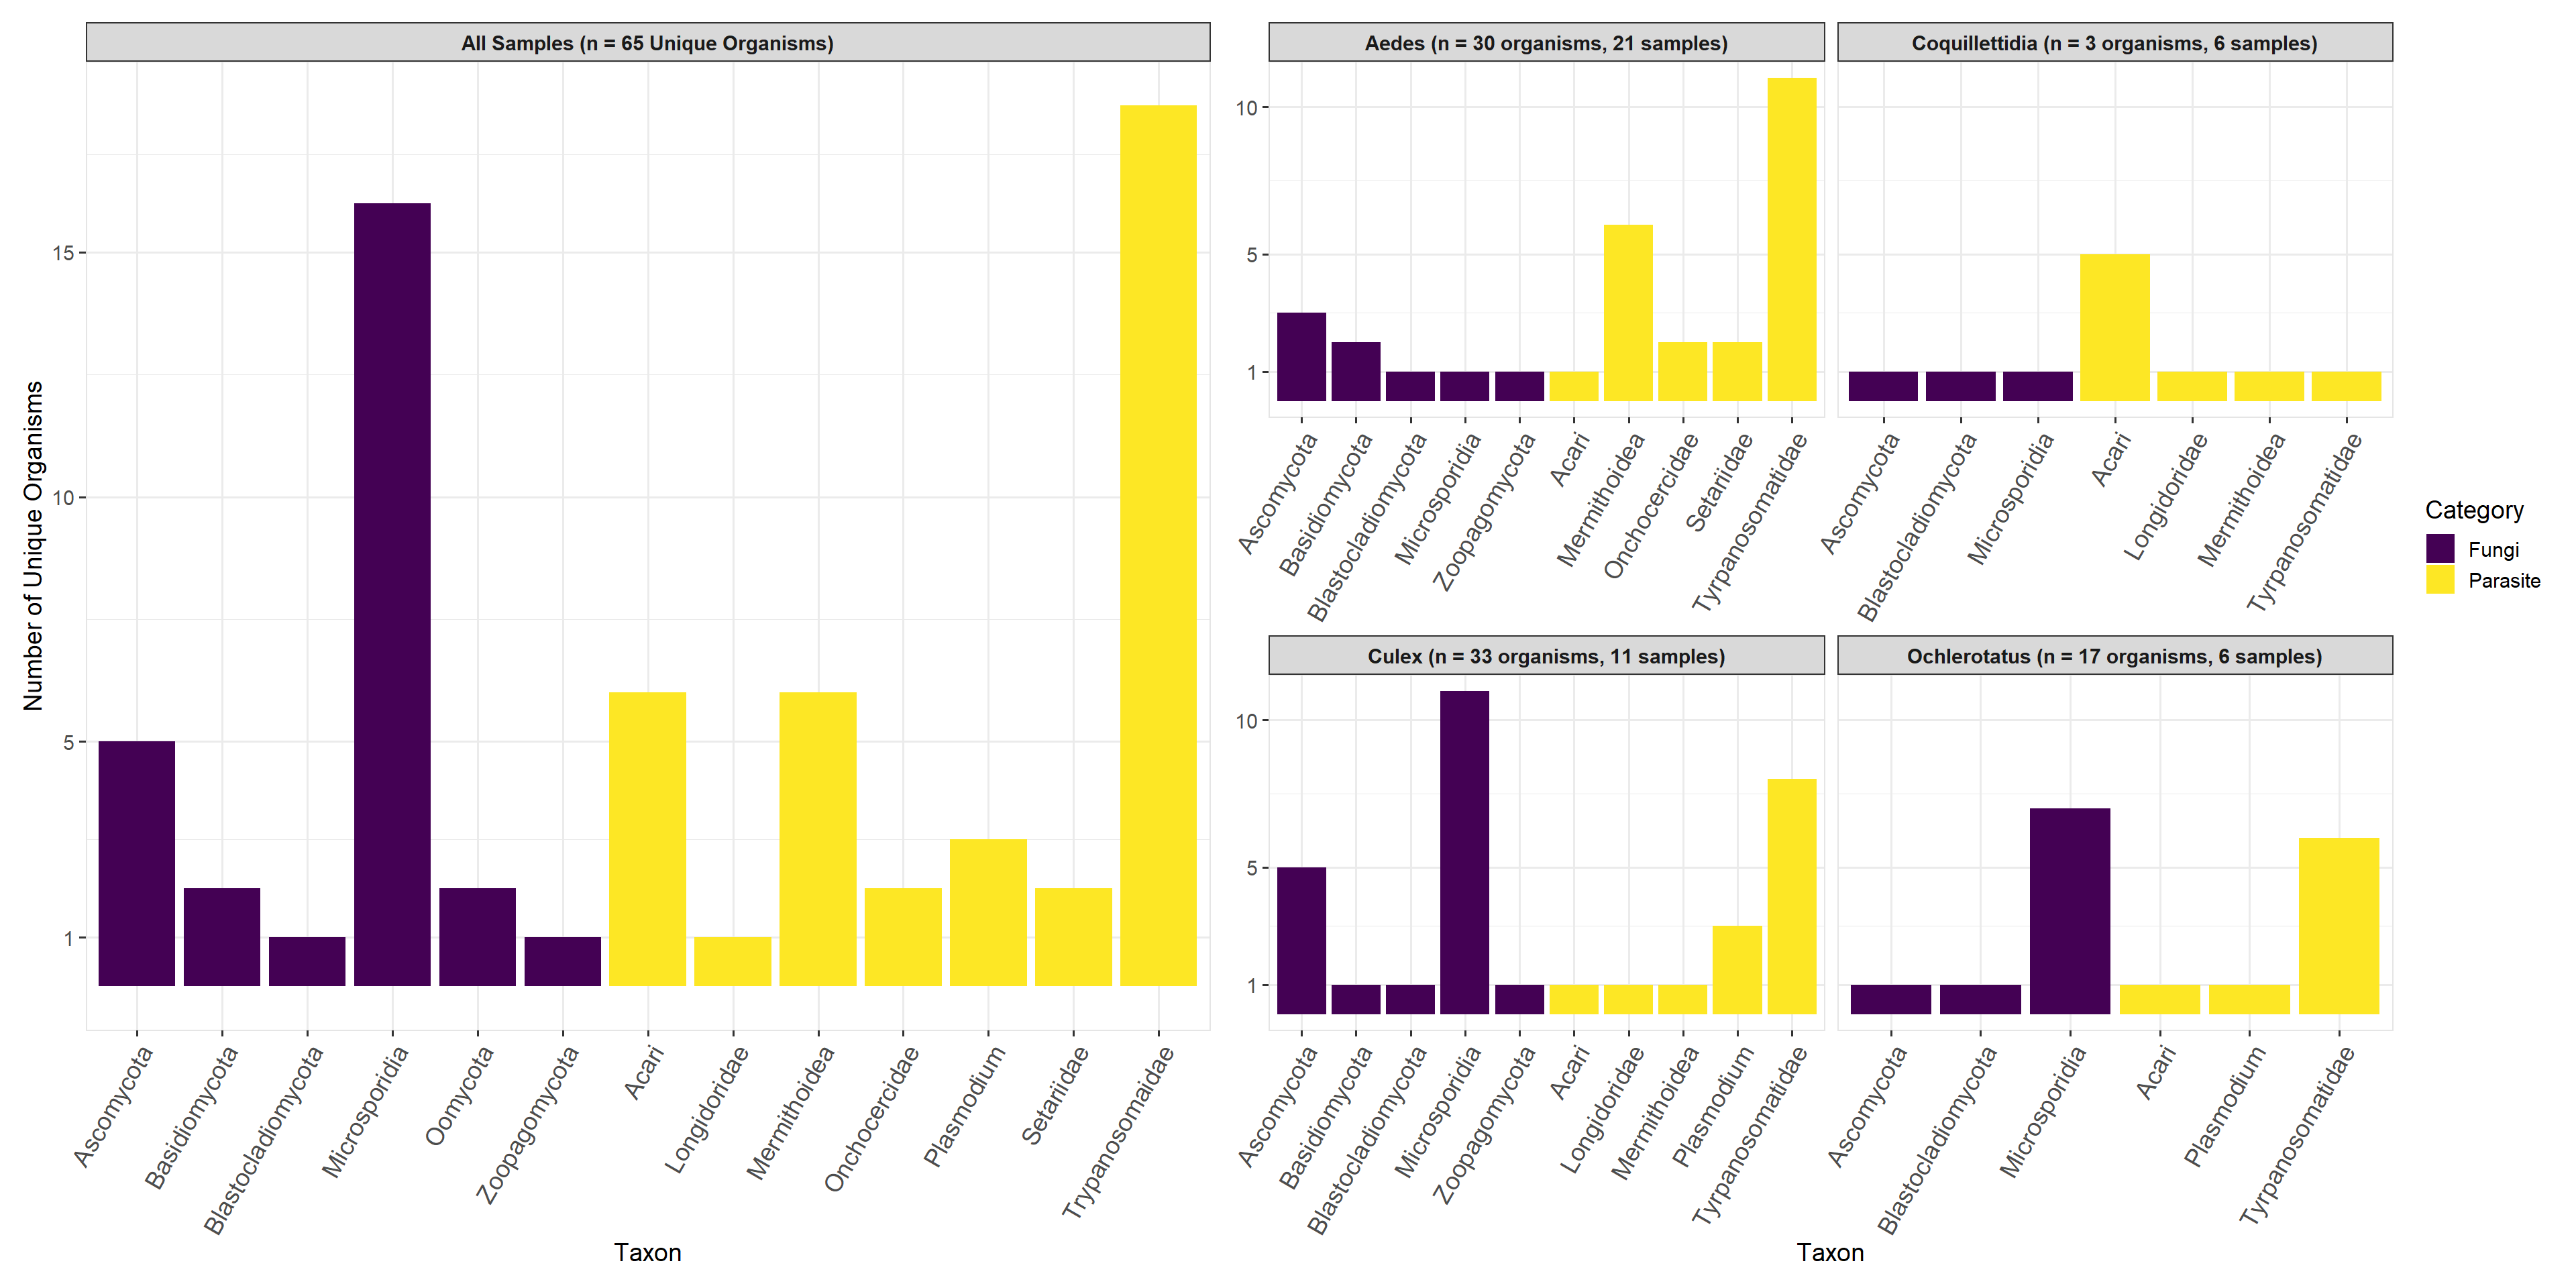 All Samples (n = 65 Unique Organisms)
Number of Unique Organisms
15
10
5
1
Ascomycota
Basidiomycota
Blastocladiomycota
Microsporidia
Oomycota
Zoopagomycota
Acari
Longidoridae
Mermithoidea
Onchocercidae
Plasmodium
Setariidae
Trypanosomaidae
Taxon
Aedes (n = 30 organisms, 21 samples)
10
5
1
Ascomycota
Basidiomycota
Blastocladiomycota
Microsporidia
Zoopagomycota
Acari
Mermithoidea
Onchocercidae
Setariidae
Tyrpanosomatidae
Coquillettidia (n = 3 organisms, 6 samples)
Ascomycota
Blastocladiomycota
Microsporidia
Acari
Longidoridae
Mermithoidea
Tyrpanosomatidae
Culex (n = 33 organisms, 11 samples)
10
5
1
Ascomycota
Basidiomycota
Blastocladiomycota
Microsporidia
Zoopagomycota
Acari
Longidoridae
Mermithoidea
Plasmodium
Tyrpanosomatidae
Ochlerotatus (n = 17 organisms, 6 samples)
Ascomycota
Blastocladiomycota
Microsporidia
Acari
Plasmodium
Tyrpanosomatidae
Taxon
Category
Fungi
Parasite